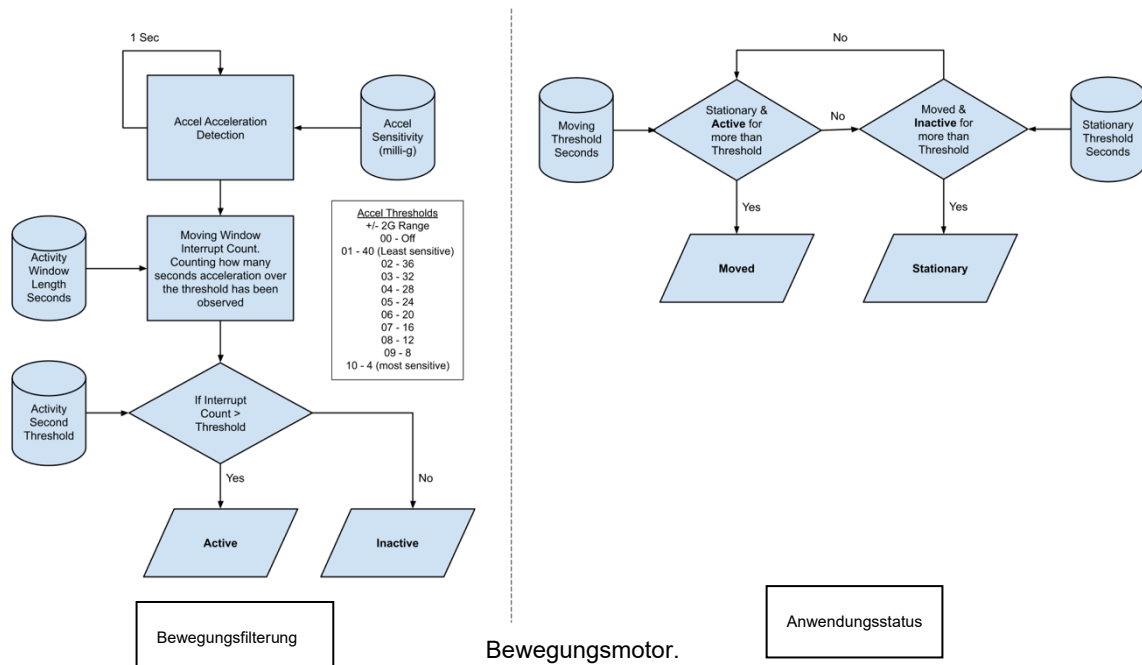 1 Sec
Accel Acceleration
Detection
Accel
Sensitivity
(milli-g)
Activity
Window
Length
Seconds
Moving Window
Interrupt Count.
Counting how many
seconds acceleration over
the threshold has been
observed
Accel Thresholds
+/- 2G Range
00 - Off
01 - 40 (Least sensitive)
02 - 36
03 - 32
04 - 28
05 - 24
06 - 20
07 - 16
08 - 12
09 - 8
10 - 4 (most sensitive)
Activity
Second
Threshold
If Interrupt
Count >
Threshold
Yes
No
Active
Inactive
Bewegungsfilterung
No
Moving
Threshold
Seconds
Stationary &
Active for
more than
Threshold
No
Moved &
Inactive for
more than
Threshold
Stationary
Threshold
Seconds
Yes
Yes
Moved
Stationary
Anwendungsstatus
Bewegungsmotor.